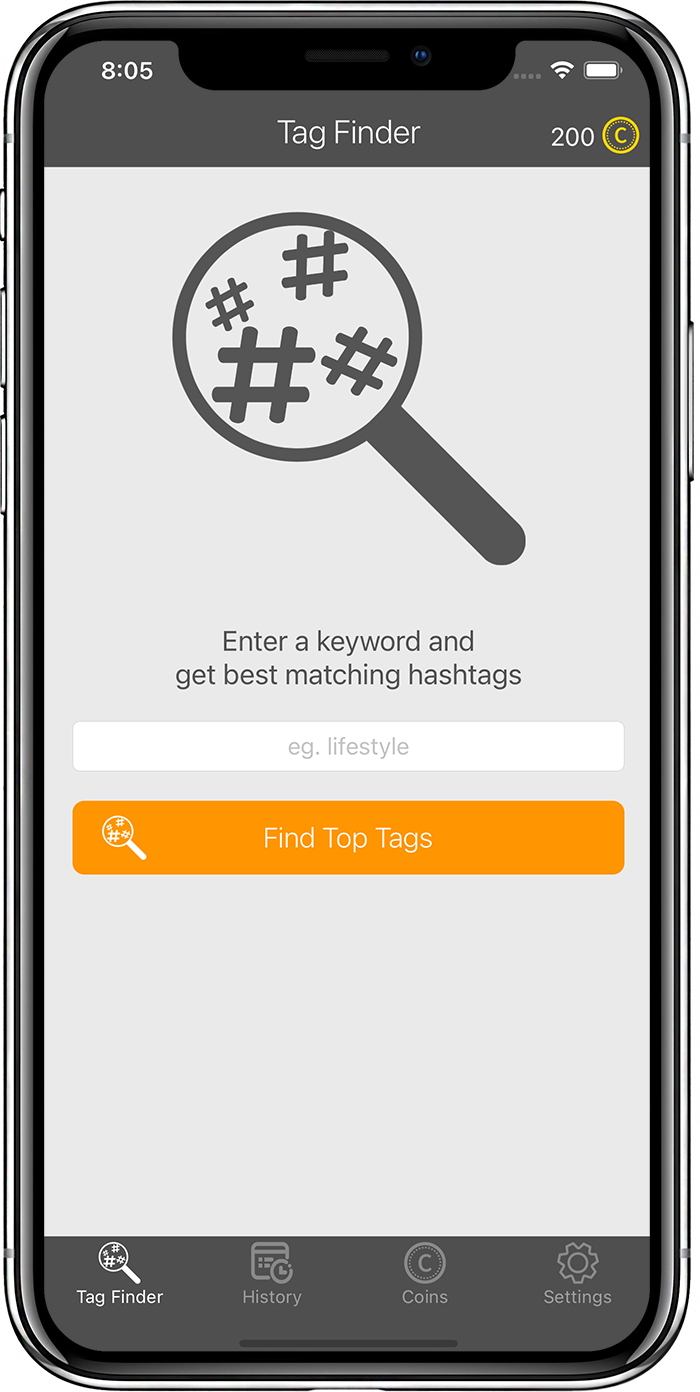 8:05
Tag Finder
200 C
Enter a keyword and
get best matching hashtags
eg. lifestyle
Find Top Tags
Tag Finder
History
C
Coins
Settings